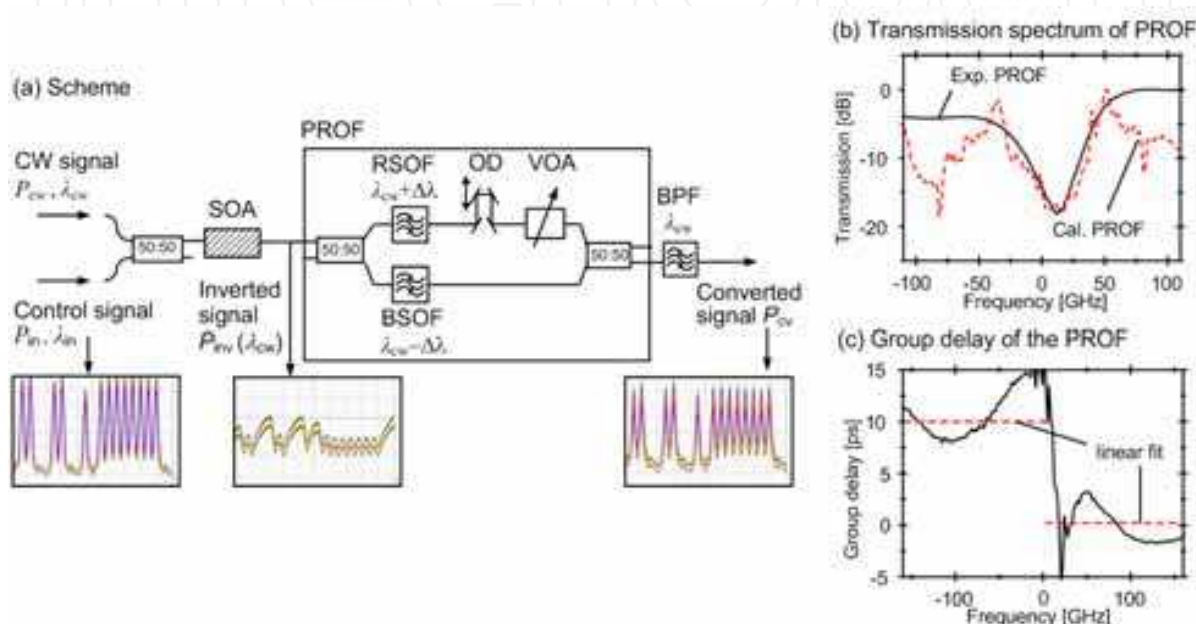 (a) Scheme
CW signal
P_cw, λ_cw
Control signal
P_in, λ_in
50:50
SOA
Inverted
signal
P_inv (λ_cw)
PROF
50:50
RSOF
λ_cw+Δλ
OD
VOA
BSOF
λ_cw−Δλ
50:50
BPF
λ_cw
Converted
signal P_cv
(b) Transmission spectrum of PROF
Transmission [dB]
0
-10
-20
Exp. PROF
Cal. PROF
-100 -50 0 50 100
Frequency [GHz]
(c) Group delay of the PROF
Group delay [ps]
15
10
5
0
-5
linear fit
-100 0 100
Frequency [GHz]